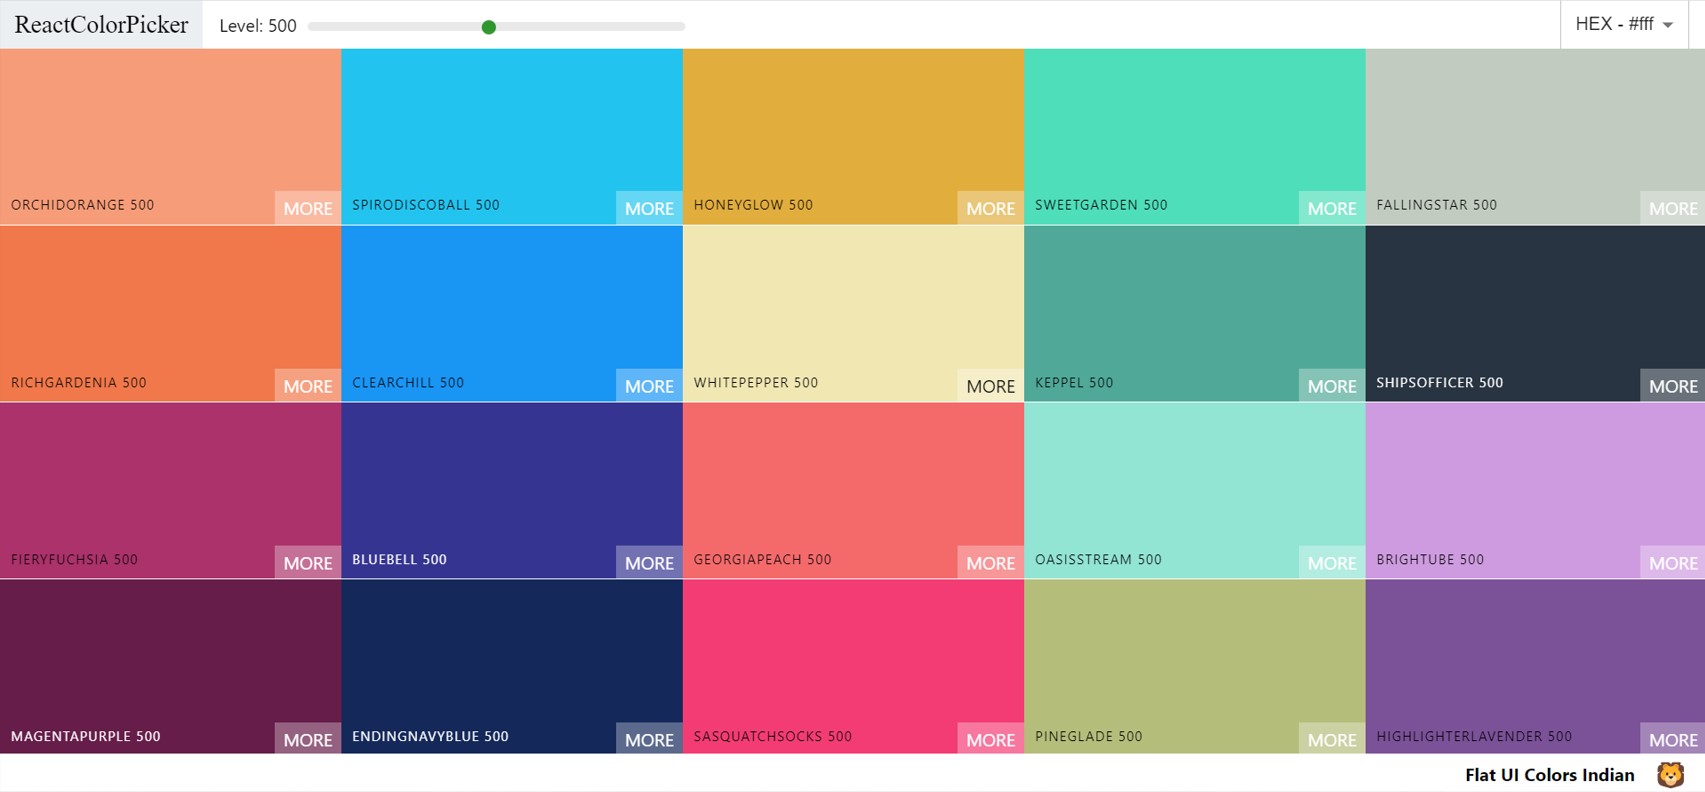 ReactColorPicker Level: 500 HEX - #fff
ORCHIDORANGE 500 MORE SPIRODISCOBALL 500 MORE HONEYGLOW 500 MORE SWEETGARDEN 500 MORE FALLINGSTAR 500 MORE
RICHGARDENIA 500 MORE CLEARCHILL 500 MORE WHITEPEPPER 500 MORE KEPPEL 500 MORE SHIPSOFFICER 500 MORE
FIERYFUCHSIA 500 MORE BLUEBELL 500 MORE GEORGIAPEACH 500 MORE OASISSTREAM 500 MORE BRIGHTUBE 500 MORE
MAGENTAPURPLE 500 MORE ENDINGNAVYBLUE 500 MORE SASQUATCHSOCKS 500 MORE PINEGLADE 500 MORE HIGHLIGHTERLAVENDER 500 MORE
Flat UI Colors Indian